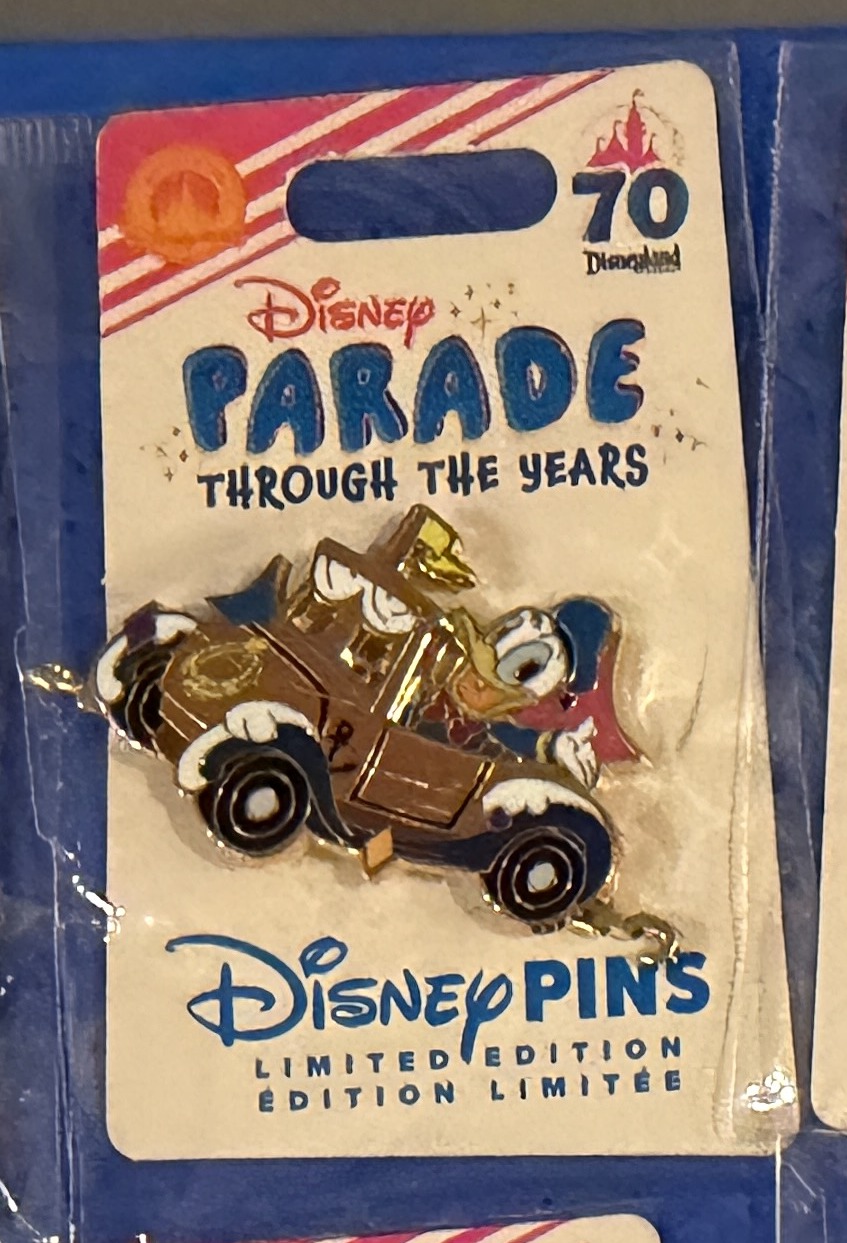 70
Disneyland
Disney
PARADE
THROUGH THE YEARS
Disney PINS
LIMITED EDITION
ÉDITION LIMITÉE